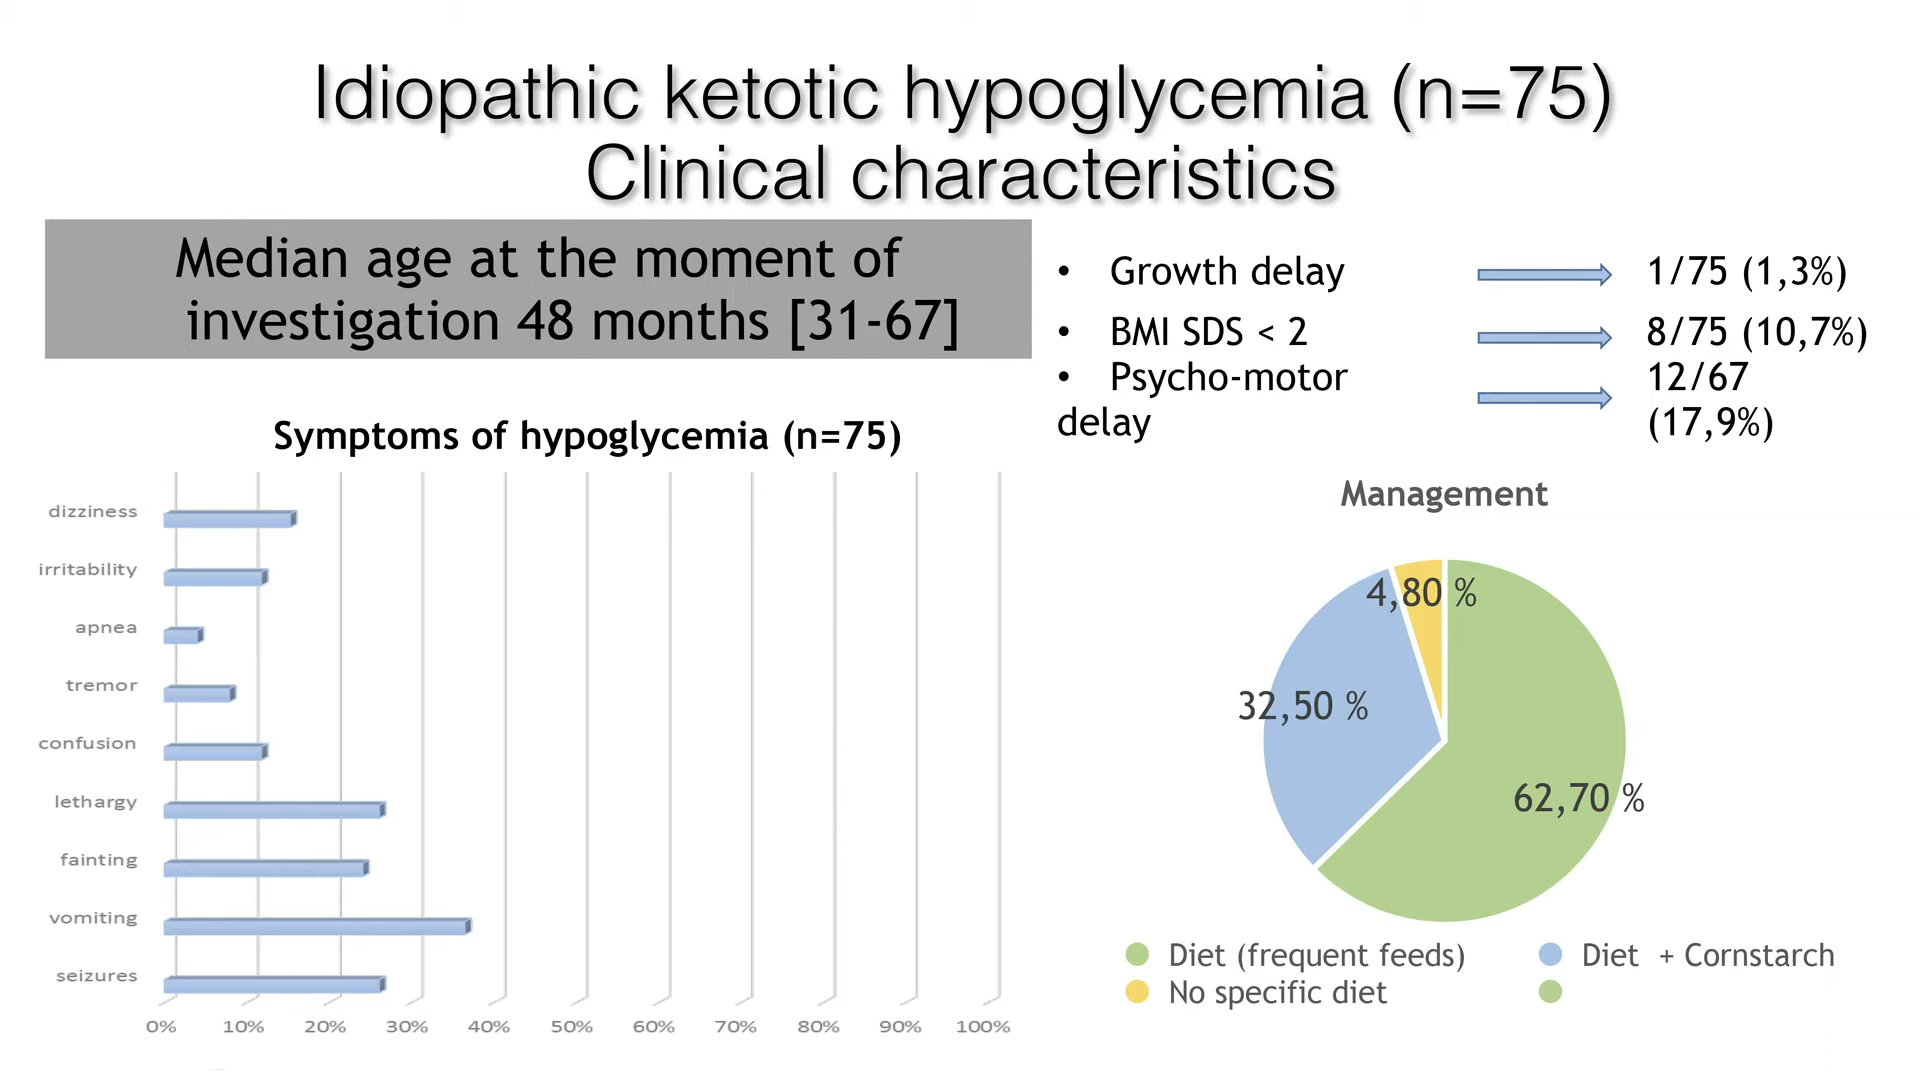 Idiopathic ketotic hypoglycemia (n=75)
Clinical characteristics
Median age at the moment of
investigation 48 months [31-67]
• Growth delay 1/75 (1,3%)
• BMI SDS < 2 8/75 (10,7%)
• Psycho-motor 12/67
delay (17,9%)
Symptoms of hypoglycemia (n=75)
dizziness
irritability
apnea
tremor
confusion
lethargy
fainting
vomiting
seizures
0% 10% 20% 30% 40% 50% 60% 70% 80% 90% 100%
Management
4,80 %
32,50 %
62,70 %
Diet (frequent feeds) Diet + Cornstarch
No specific diet